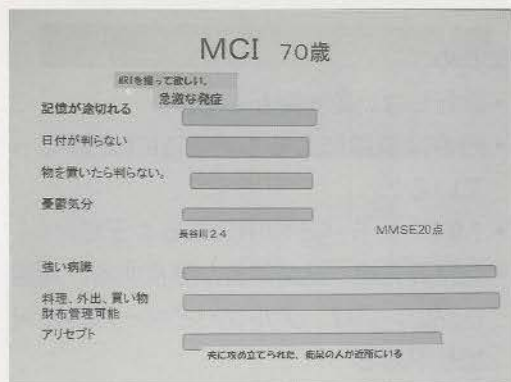 MCI 70歳
MRIを撮って欲しい。
急激な発症
記憶が途切れる
日付が判らない
物を置いたら判らない。
憂鬱気分
長谷川24
MMSE20点
強い病識
料理、外出、買い物
財布管理可能
アリセプト
夫に攻め立てられた、痴呆の人が近所にいる